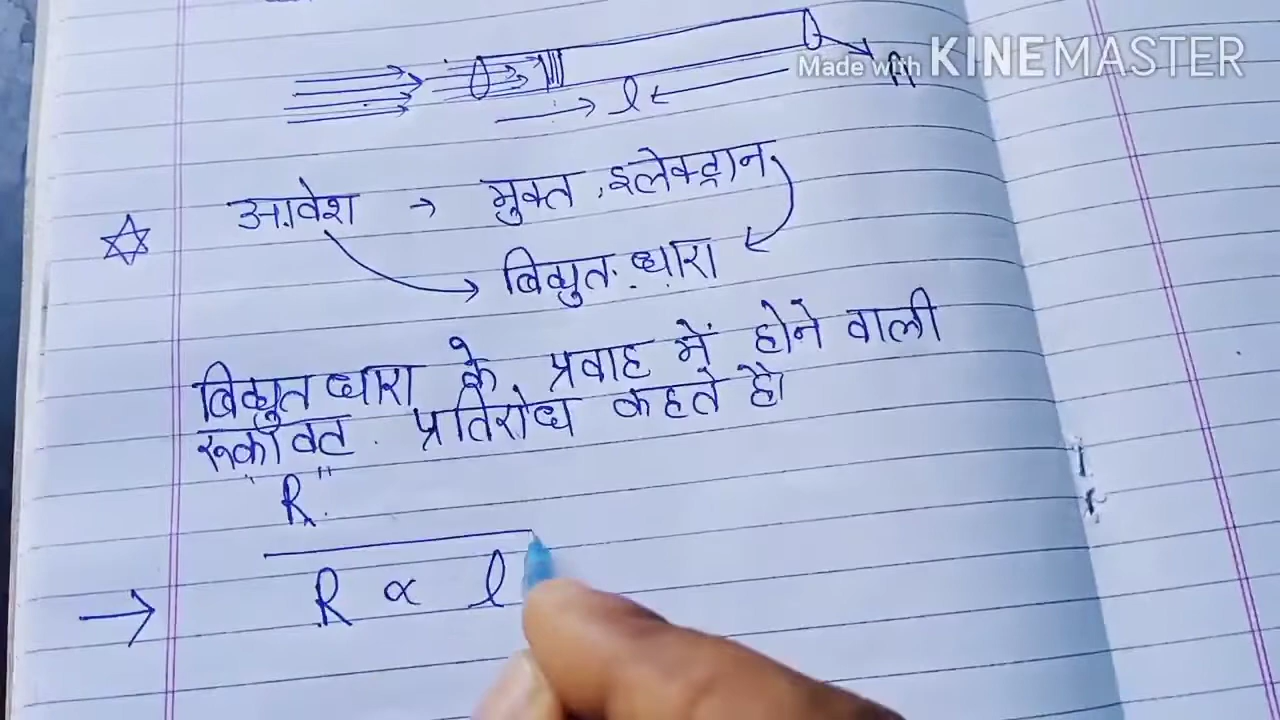 Made with KINEMASTER
l A
आवेश → मुक्त इलेक्ट्रान
विद्युत धारा
विद्युत धारा के प्रवाह में होने वाली
रूकावट प्रतिरोध कहते है।
"R"
R ∝ l